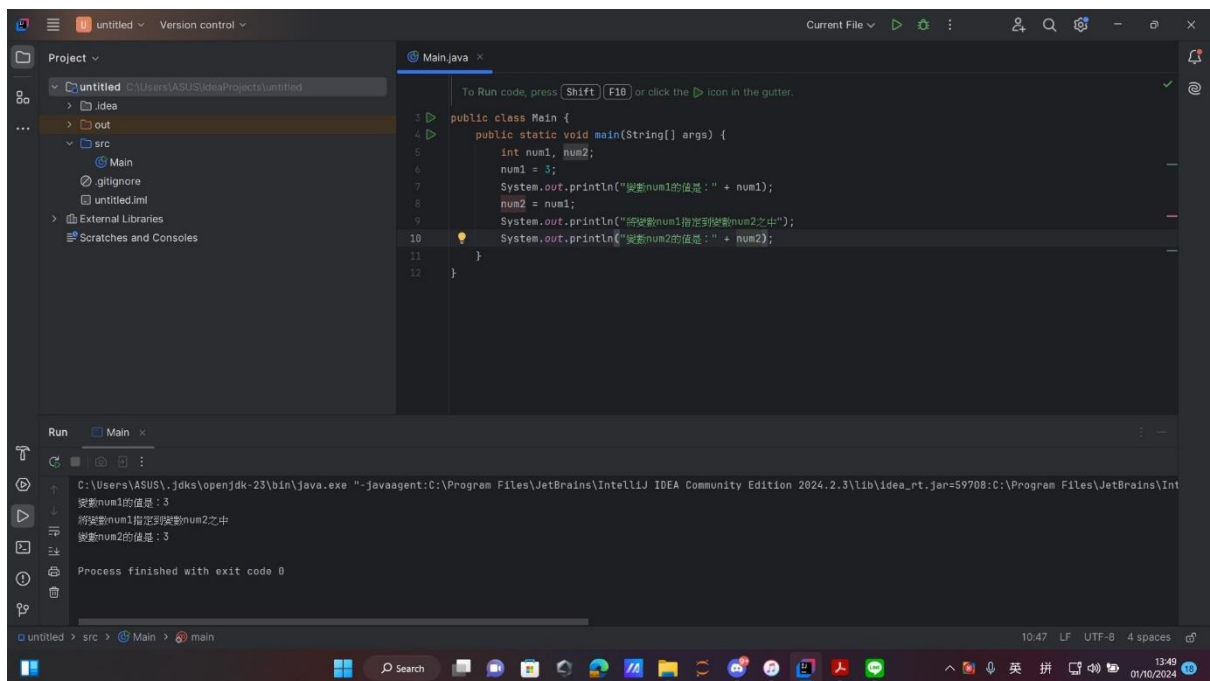 untitled Version control Current File
Project
Main.java
untitled C:\Users\ASUS\IdeaProjects\untitled
.idea
out
src
Main
.gitignore
untitled.iml
External Libraries
Scratches and Consoles
To Run code, press Shift F10 or click the icon in the gutter.
3 public class Main {
4 public static void main(String[] args) {
5 int num1, num2;
6 num1 = 3;
7 System.out.println("變數num1的值是：" + num1);
8 num2 = num1;
9 System.out.println("將變數num1指定到變數num2之中");
10 System.out.println("變數num2的值是：" + num2);
11 }
12 }
Run Main
C:\Users\ASUS\.jdks\openjdk-23\bin\java.exe "-javaagent:C:\Program Files\JetBrains\IntelliJ IDEA Community Edition 2024.2.3\lib\idea_rt.jar=59708:C:\Program Files\JetBrains\Int
變數num1的值是：3
將變數num1指定到變數num2之中
變數num2的值是：3
Process finished with exit code 0
untitled > src > Main > main 10:47 LF UTF-8 4 spaces
Search 英 拼 13:49
01/10/2024 18